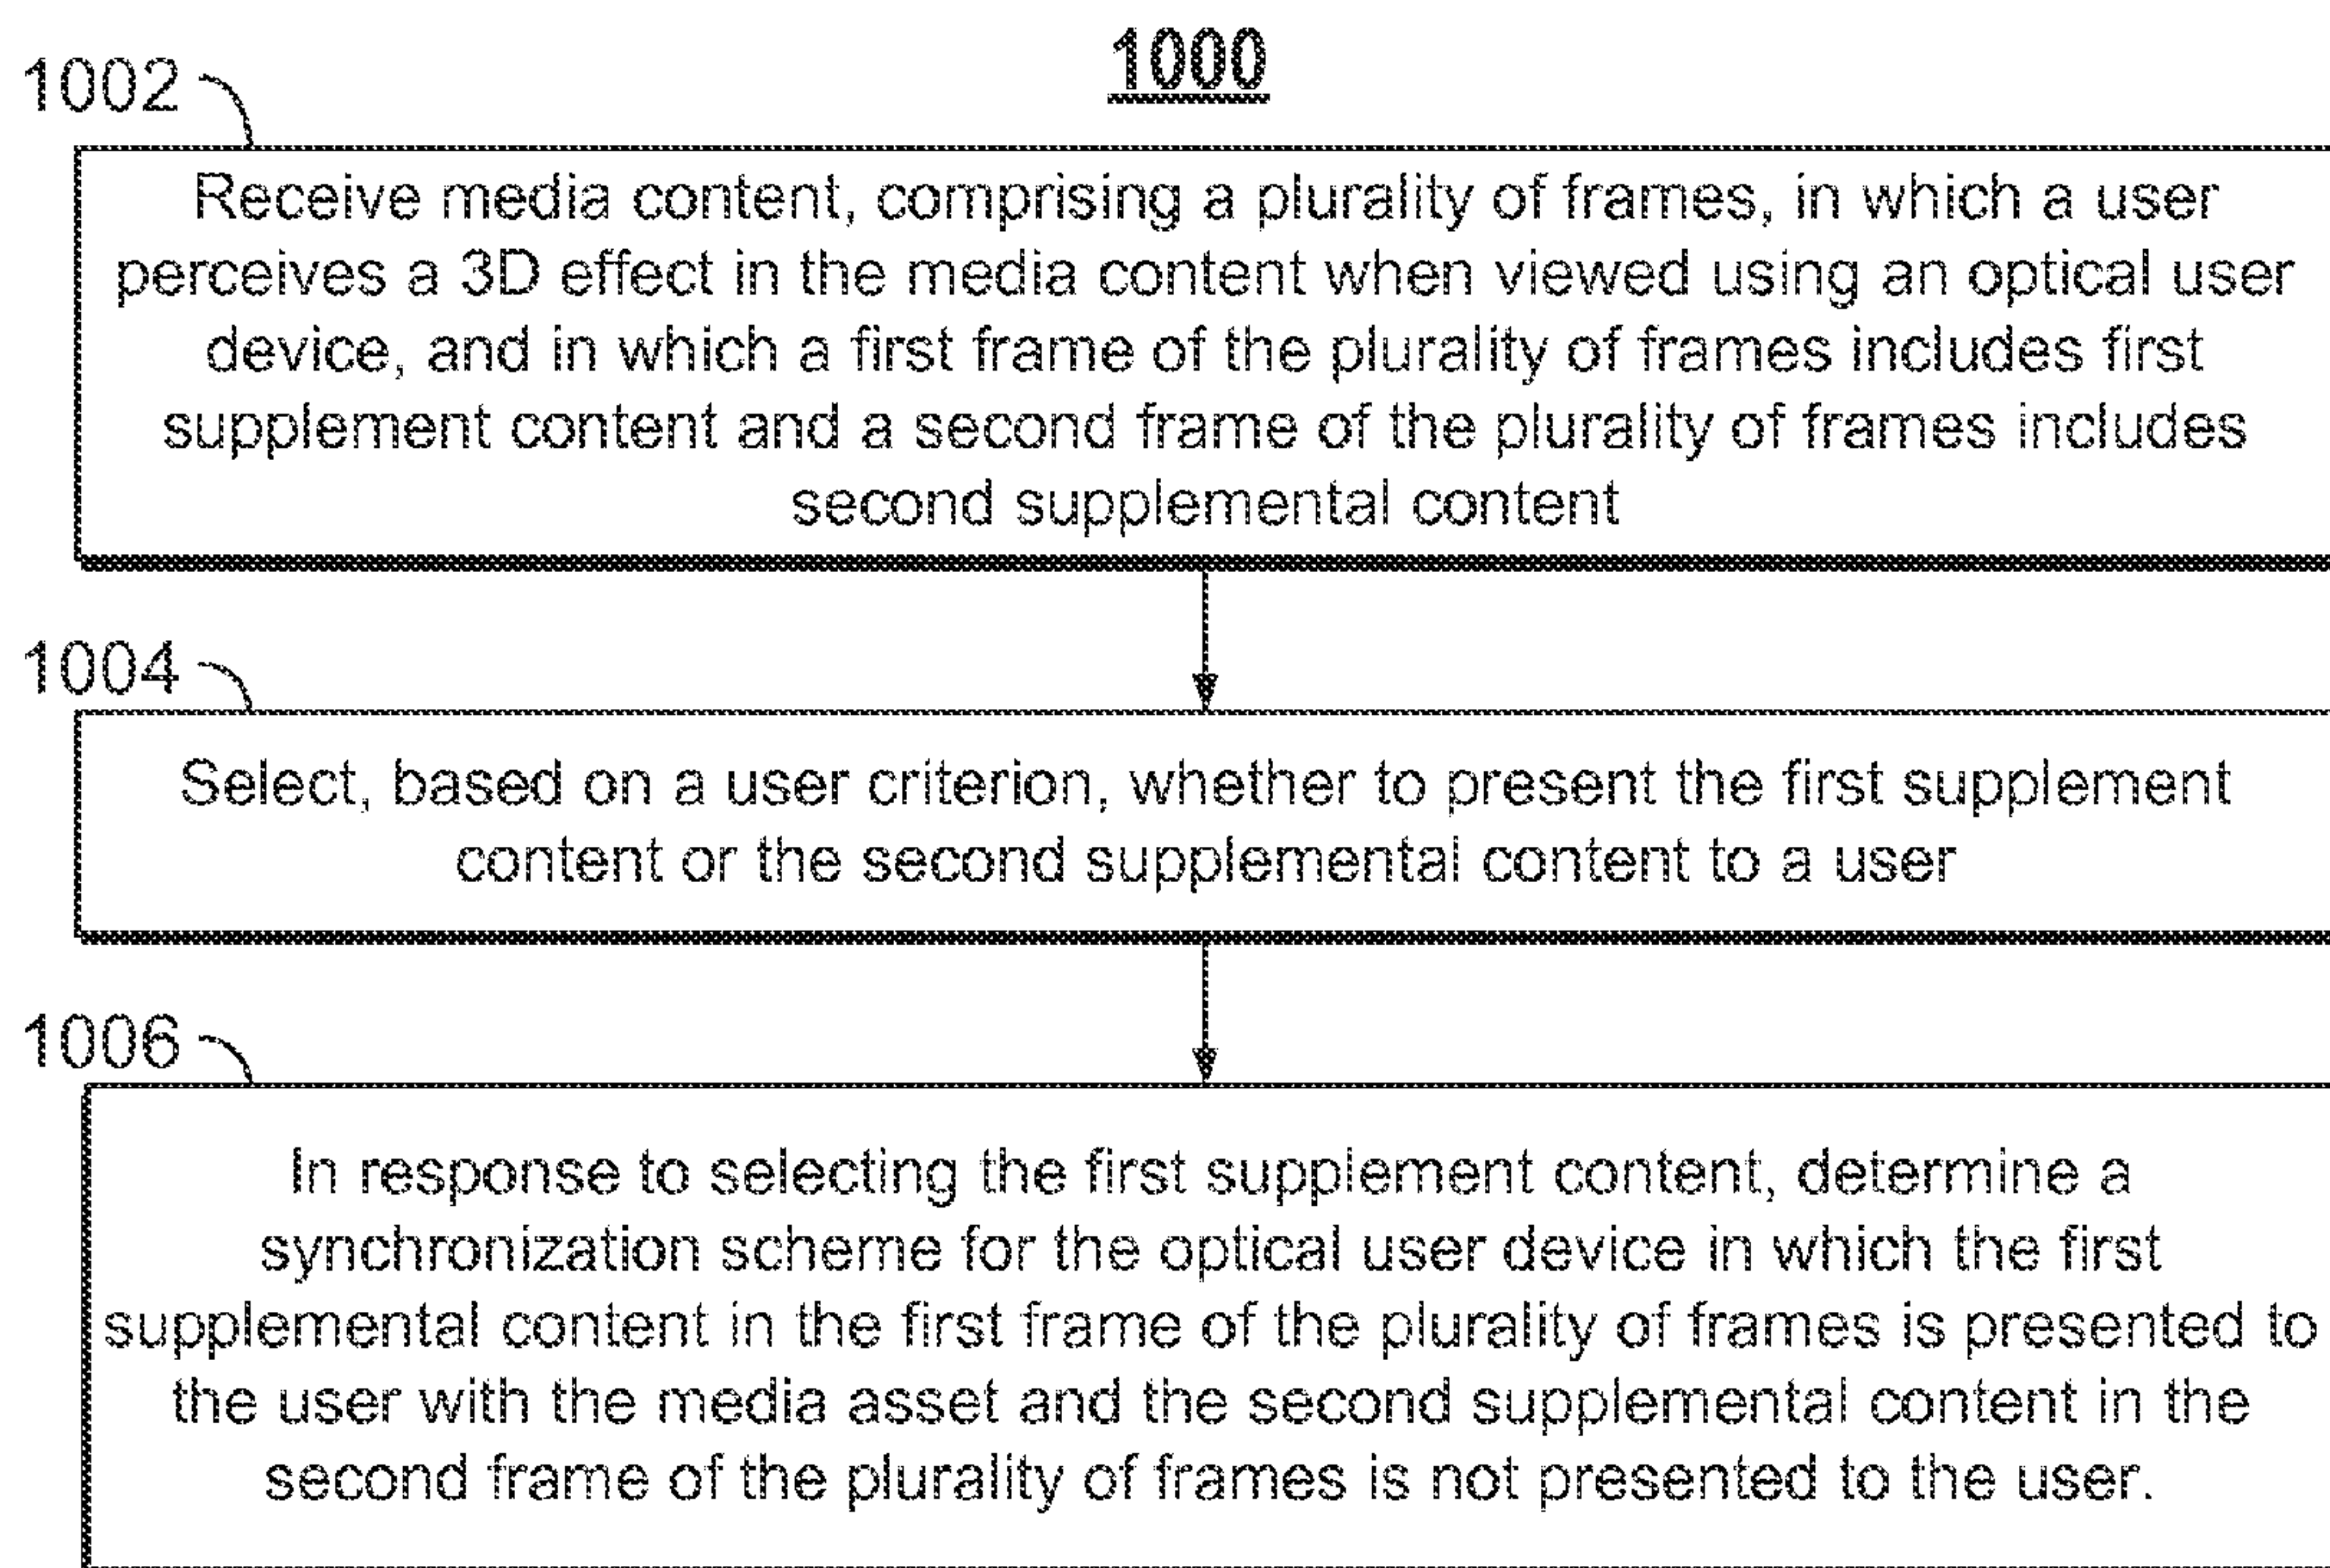 1000
1002
Receive media content, comprising a plurality of frames, in which a user
perceives a 3D effect in the media content when viewed using an optical user
device, and in which a first frame of the plurality of frames includes first
supplement content and a second frame of the plurality of frames includes
second supplemental content
1004
Select, based on a user criterion, whether to present the first supplement
content or the second supplemental content to a user
1006
In response to selecting the first supplement content, determine a
synchronization scheme for the optical user device in which the first
supplemental content in the first frame of the plurality of frames is presented to
the user with the media asset and the second supplemental content in the
second frame of the plurality of frames is not presented to the user.